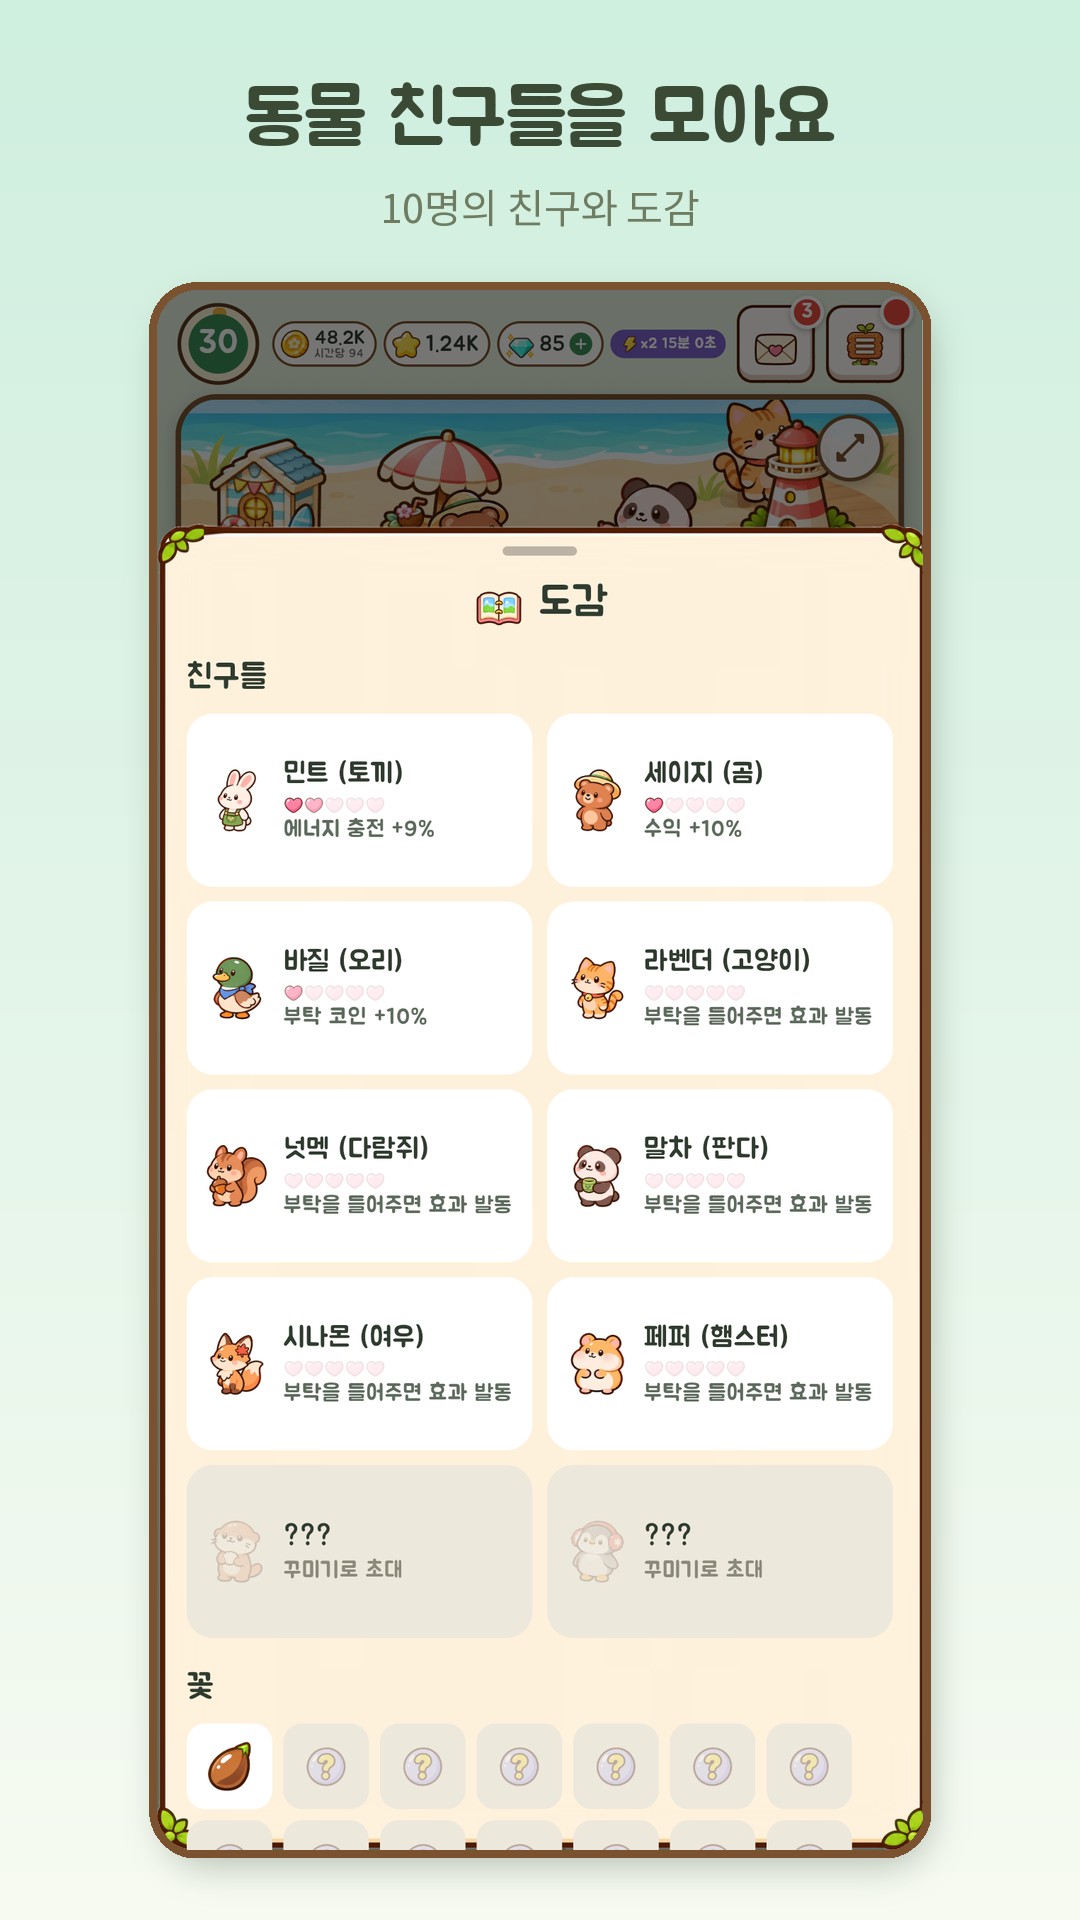 동물 친구들을 모아요
10명의 친구와 도감
30
48.2K
시간당 94
1.24K
85
x2 15분 0초
3
도감
친구들
민트 (토끼)
에너지 충전 +9%
세이지 (곰)
수익 +10%
바질 (오리)
부탁 코인 +10%
라벤더 (고양이)
부탁을 들어주면 효과 발동
넛멕 (다람쥐)
부탁을 들어주면 효과 발동
말차 (판다)
부탁을 들어주면 효과 발동
시나몬 (여우)
부탁을 들어주면 효과 발동
페퍼 (햄스터)
부탁을 들어주면 효과 발동
???
꾸미기로 초대
???
꾸미기로 초대
꽃
? ? ? ? ? ?